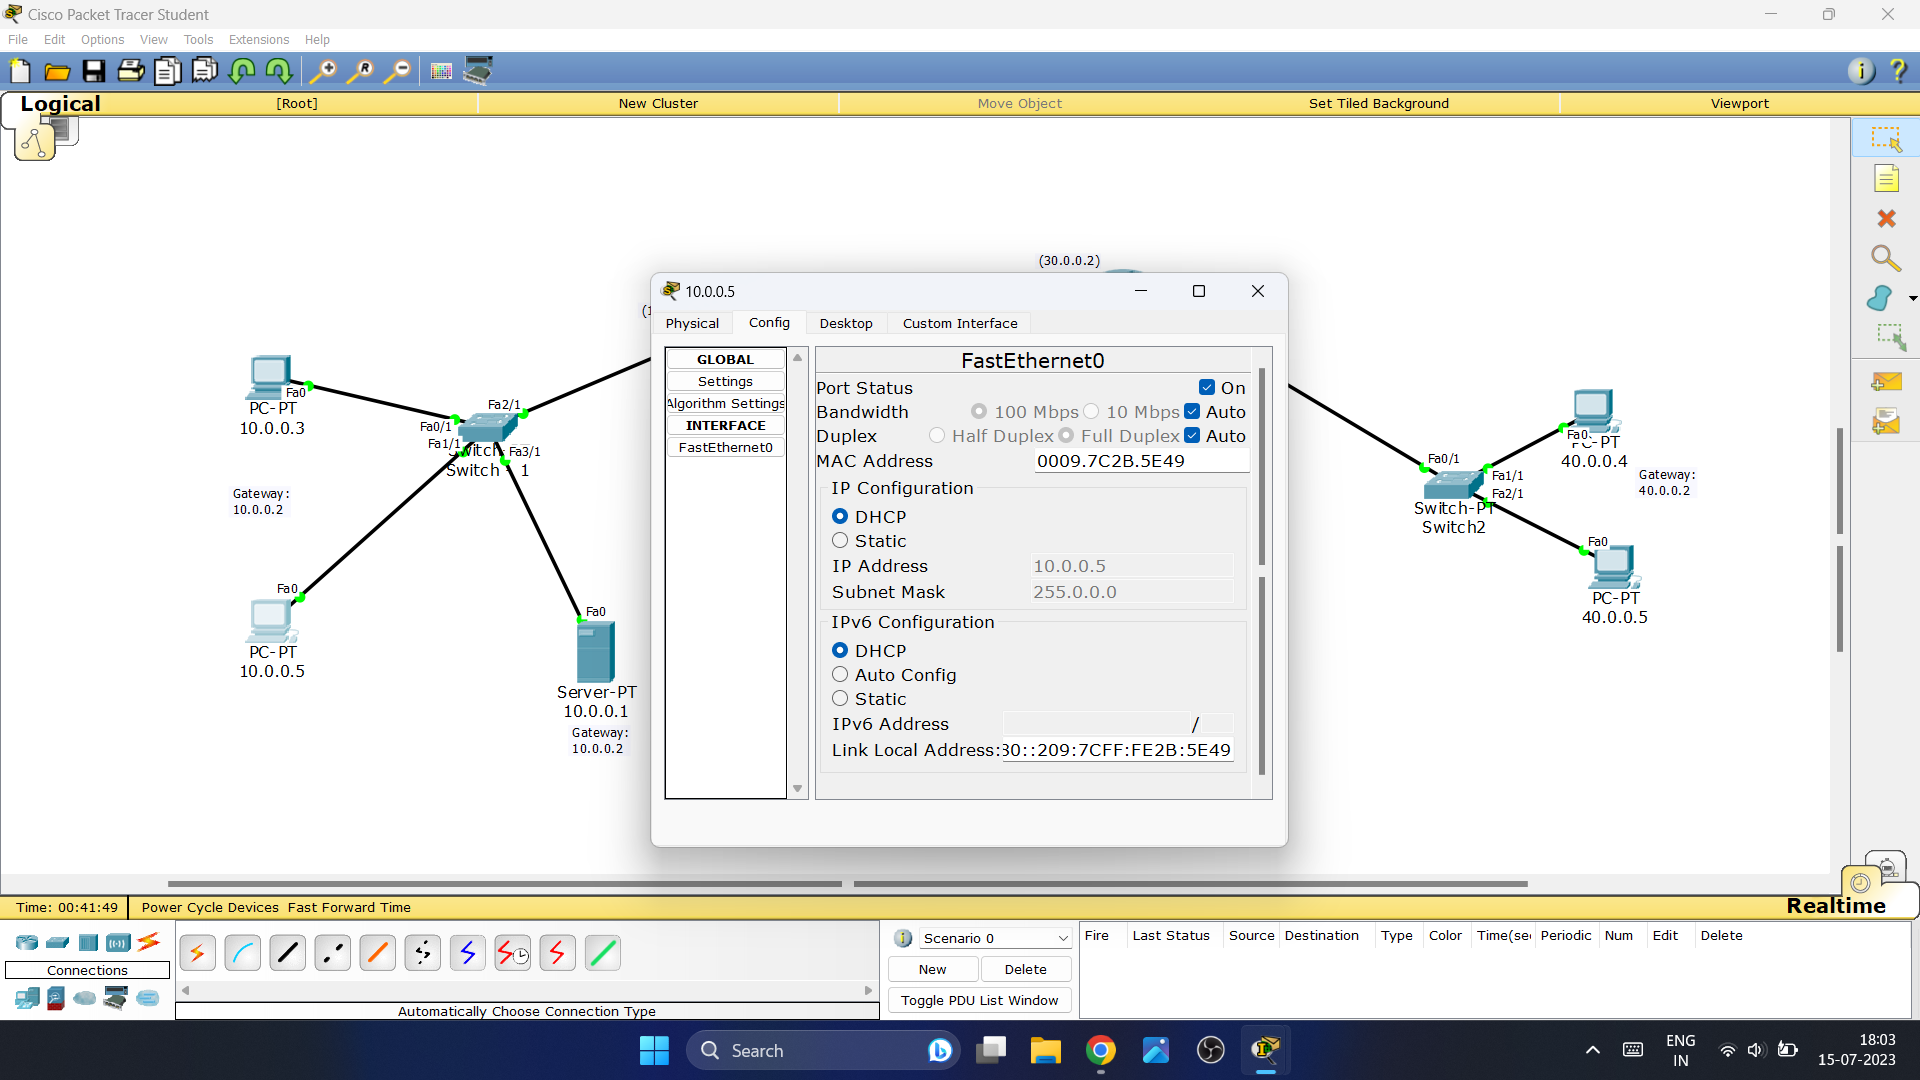 Cisco Packet Tracer Student
File Edit Options View Tools Extensions Help
Logical [Root] New Cluster Move Object Set Tiled Background Viewport
(30.0.0.2)
(1
Fa0
PC-PT
10.0.0.3
Fa2/1
Fa0/1
Fa1/1
Fa3/1
Switch - 1
Gateway:
10.0.0.2
Fa0
PC-PT
10.0.0.5
Fa0
Server-PT
10.0.0.1
Gateway:
10.0.0.2
10.0.0.5
Physical Config Desktop Custom Interface
GLOBAL
Settings
Algorithm Settings
INTERFACE
FastEthernet0
FastEthernet0
Port Status On
Bandwidth 100 Mbps 10 Mbps Auto
Duplex Half Duplex Full Duplex Auto
MAC Address 0009.7C2B.5E49
IP Configuration
DHCP
Static
IP Address 10.0.0.5
Subnet Mask 255.0.0.0
IPv6 Configuration
DHCP
Auto Config
Static
IPv6 Address /
Link Local Address: 80::209:7CFF:FE2B:5E49
Fa0
PC-PT
40.0.0.4
Gateway:
40.0.0.2
Fa0/1
Fa1/1
Fa2/1
Switch-PT
Switch2
Fa0
PC-PT
40.0.0.5
Time: 00:41:49 Power Cycle Devices Fast Forward Time Realtime
Connections
Automatically Choose Connection Type
Scenario 0
New Delete
Toggle PDU List Window
Fire Last Status Source Destination Type Color Time(sec Periodic Num Edit Delete
Search
ENG
IN
18:03
15-07-2023